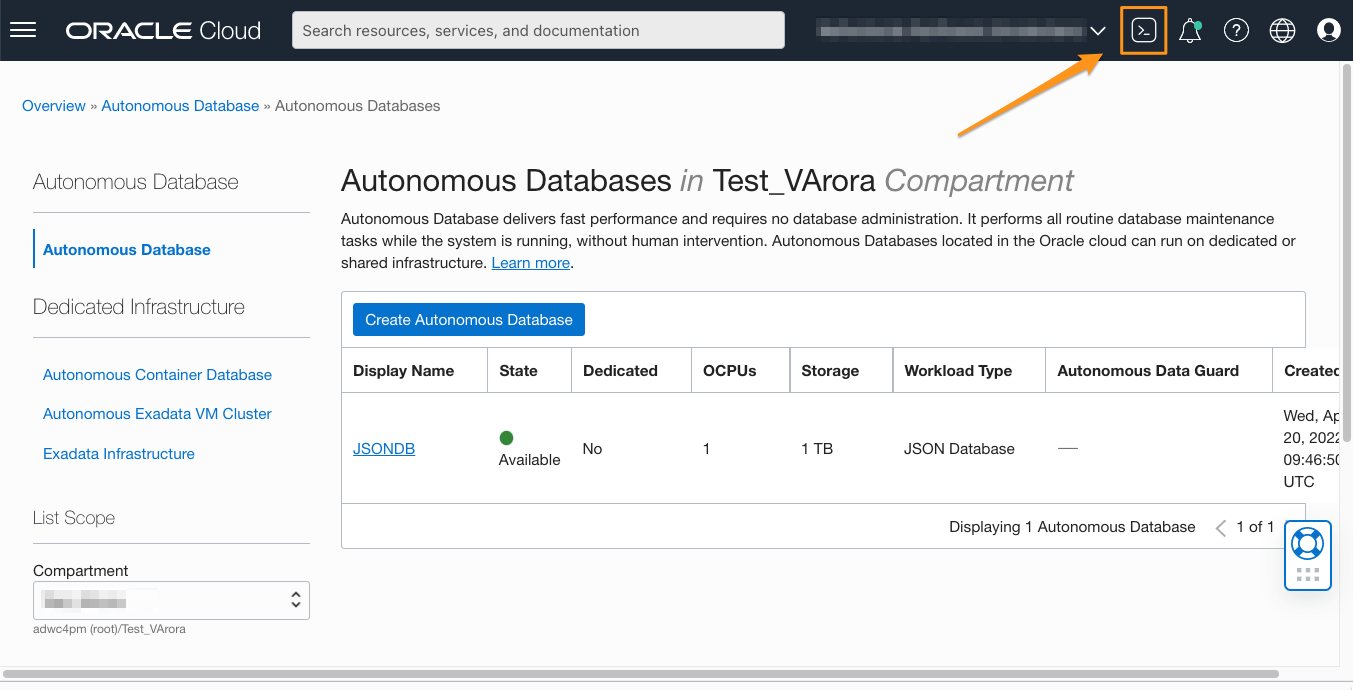 ORACLE Cloud
Search resources, services, and documentation
Overview » Autonomous Database » Autonomous Databases
Autonomous Database
Autonomous Database
Dedicated Infrastructure
Autonomous Container Database
Autonomous Exadata VM Cluster
Exadata Infrastructure
List Scope
Compartment
adwc4pm (root)/Test_VArora
Autonomous Databases in Test_VArora Compartment
Autonomous Database delivers fast performance and requires no database administration. It performs all routine database maintenance
tasks while the system is running, without human intervention. Autonomous Databases located in the Oracle cloud can run on dedicated or
shared infrastructure. Learn more.
Create Autonomous Database
Display Name State Dedicated OCPUs Storage Workload Type Autonomous Data Guard Created
JSONDB Available No 1 1 TB JSON Database — Wed, Ap
20, 2022
09:46:50
UTC
Displaying 1 Autonomous Database < 1 of 1